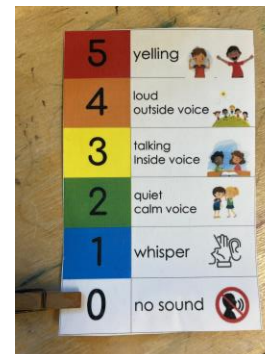 5 yelling
4 loud
outside voice
3 talking
Inside voice
2 quiet
calm voice
1 whisper
0 no sound